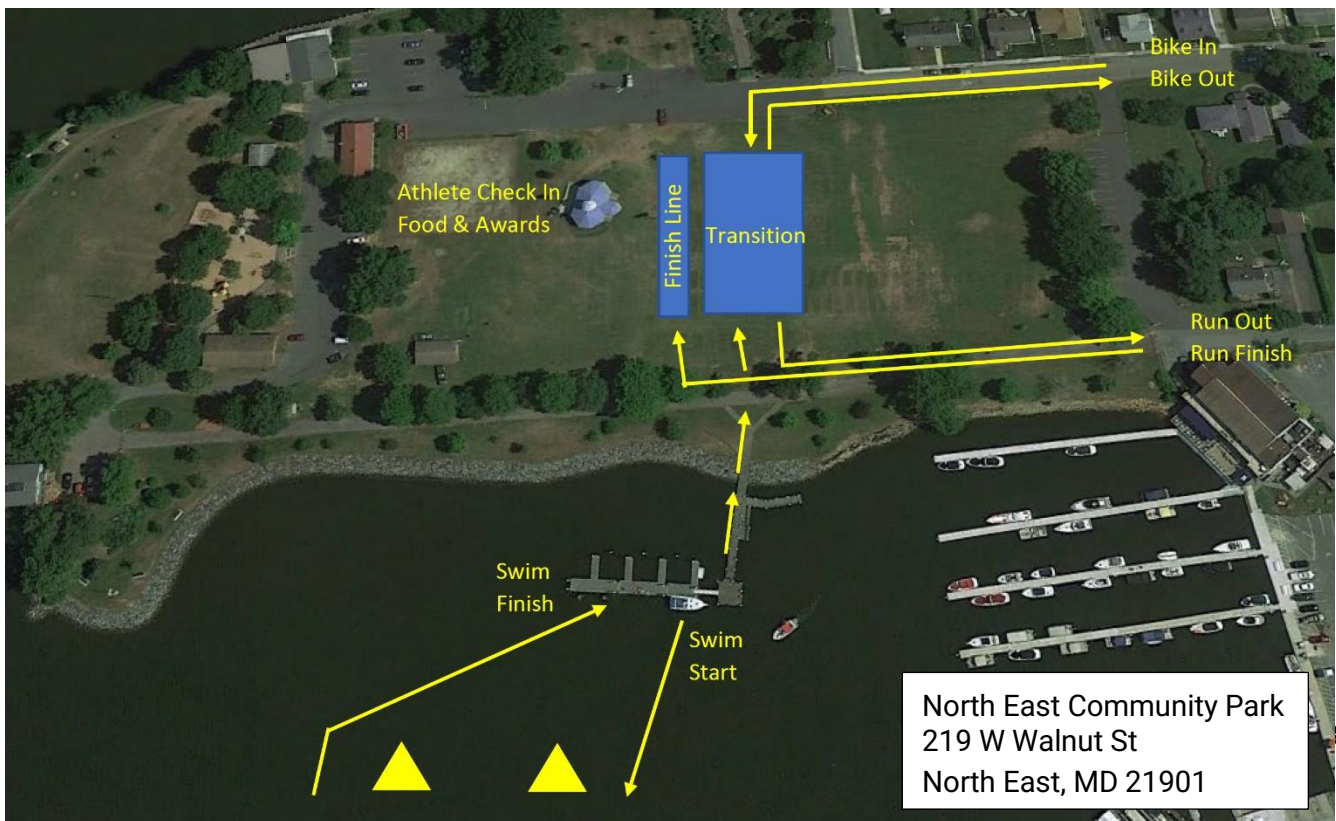 Bike In
Bike Out
Athlete Check In
Food & Awards
Finish Line
Transition
Run Out
Run Finish
Swim
Finish
Swim
Start
North East Community Park
219 W Walnut St
North East, MD 21901